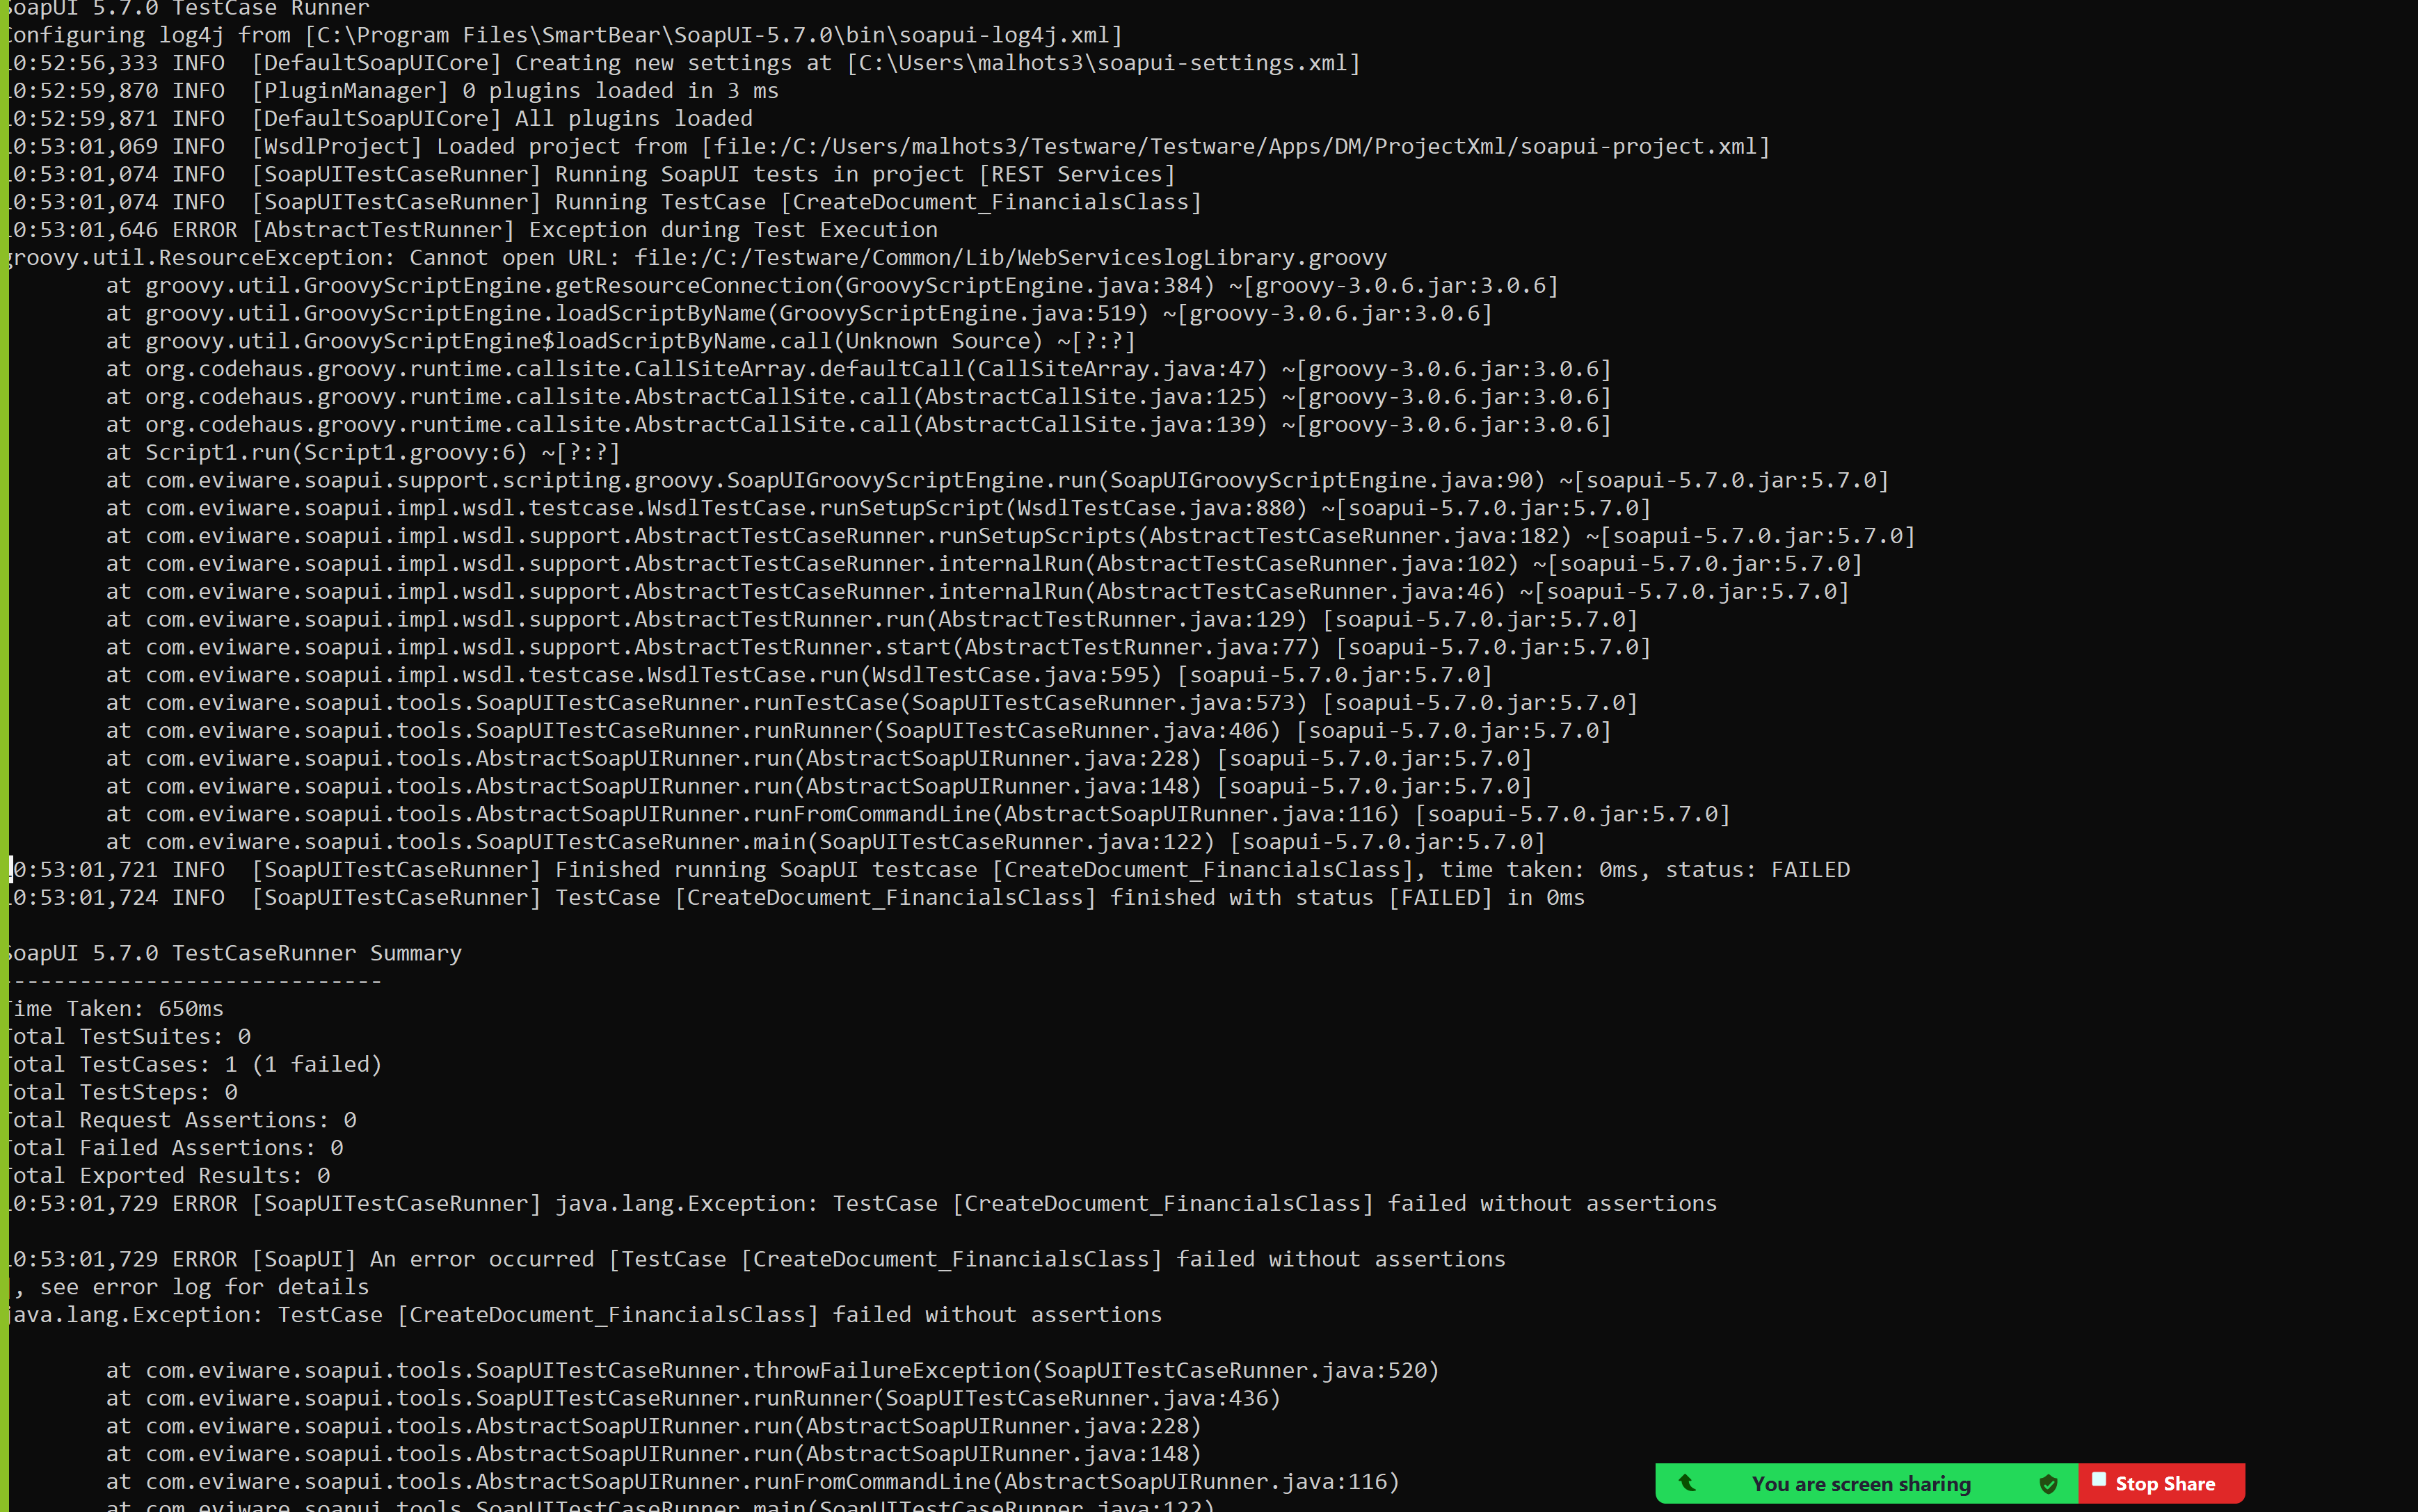 SoapUI 5.7.0 TestCase Runner
Configuring log4j from [C:\Program Files\SmartBear\SoapUI-5.7.0\bin\soapui-log4j.xml]
10:52:56,333 INFO  [DefaultSoapUICore] Creating new settings at [C:\Users\malhots3\soapui-settings.xml]
10:52:59,870 INFO  [PluginManager] 0 plugins loaded in 3 ms
10:52:59,871 INFO  [DefaultSoapUICore] All plugins loaded
10:53:01,069 INFO  [WsdlProject] Loaded project from [file:/C:/Users/malhots3/Testware/Testware/Apps/DM/ProjectXml/soapui-project.xml]
10:53:01,074 INFO  [SoapUITestCaseRunner] Running SoapUI tests in project [REST Services]
10:53:01,074 INFO  [SoapUITestCaseRunner] Running TestCase [CreateDocument_FinancialsClass]
10:53:01,646 ERROR [AbstractTestRunner] Exception during Test Execution
groovy.util.ResourceException: Cannot open URL: file:/C:/Testware/Common/Lib/WebServiceslogLibrary.groovy
at groovy.util.GroovyScriptEngine.getResourceConnection(GroovyScriptEngine.java:384) ~[groovy-3.0.6.jar:3.0.6]
at groovy.util.GroovyScriptEngine.loadScriptByName(GroovyScriptEngine.java:519) ~[groovy-3.0.6.jar:3.0.6]
at groovy.util.GroovyScriptEngine$loadScriptByName.call(Unknown Source) ~[?:?]
at org.codehaus.groovy.runtime.callsite.CallSiteArray.defaultCall(CallSiteArray.java:47) ~[groovy-3.0.6.jar:3.0.6]
at org.codehaus.groovy.runtime.callsite.AbstractCallSite.call(AbstractCallSite.java:125) ~[groovy-3.0.6.jar:3.0.6]
at org.codehaus.groovy.runtime.callsite.AbstractCallSite.call(AbstractCallSite.java:139) ~[groovy-3.0.6.jar:3.0.6]
at Script1.run(Script1.groovy:6) ~[?:?]
at com.eviware.soapui.support.scripting.groovy.SoapUIGroovyScriptEngine.run(SoapUIGroovyScriptEngine.java:90) ~[soapui-5.7.0.jar:5.7.0]
at com.eviware.soapui.impl.wsdl.testcase.WsdlTestCase.runSetupScript(WsdlTestCase.java:880) ~[soapui-5.7.0.jar:5.7.0]
at com.eviware.soapui.impl.wsdl.support.AbstractTestCaseRunner.runSetupScripts(AbstractTestCaseRunner.java:182) ~[soapui-5.7.0.jar:5.7.0]
at com.eviware.soapui.impl.wsdl.support.AbstractTestCaseRunner.internalRun(AbstractTestCaseRunner.java:102) ~[soapui-5.7.0.jar:5.7.0]
at com.eviware.soapui.impl.wsdl.support.AbstractTestCaseRunner.internalRun(AbstractTestCaseRunner.java:46) ~[soapui-5.7.0.jar:5.7.0]
at com.eviware.soapui.impl.wsdl.support.AbstractTestRunner.run(AbstractTestRunner.java:129) [soapui-5.7.0.jar:5.7.0]
at com.eviware.soapui.impl.wsdl.support.AbstractTestRunner.start(AbstractTestRunner.java:77) [soapui-5.7.0.jar:5.7.0]
at com.eviware.soapui.impl.wsdl.testcase.WsdlTestCase.run(WsdlTestCase.java:595) [soapui-5.7.0.jar:5.7.0]
at com.eviware.soapui.tools.SoapUITestCaseRunner.runTestCase(SoapUITestCaseRunner.java:573) [soapui-5.7.0.jar:5.7.0]
at com.eviware.soapui.tools.SoapUITestCaseRunner.runRunner(SoapUITestCaseRunner.java:406) [soapui-5.7.0.jar:5.7.0]
at com.eviware.soapui.tools.AbstractSoapUIRunner.run(AbstractSoapUIRunner.java:228) [soapui-5.7.0.jar:5.7.0]
at com.eviware.soapui.tools.AbstractSoapUIRunner.run(AbstractSoapUIRunner.java:148) [soapui-5.7.0.jar:5.7.0]
at com.eviware.soapui.tools.AbstractSoapUIRunner.runFromCommandLine(AbstractSoapUIRunner.java:116) [soapui-5.7.0.jar:5.7.0]
at com.eviware.soapui.tools.SoapUITestCaseRunner.main(SoapUITestCaseRunner.java:122) [soapui-5.7.0.jar:5.7.0]
10:53:01,721 INFO  [SoapUITestCaseRunner] Finished running SoapUI testcase [CreateDocument_FinancialsClass], time taken: 0ms, status: FAILED
10:53:01,724 INFO  [SoapUITestCaseRunner] TestCase [CreateDocument_FinancialsClass] finished with status [FAILED] in 0ms
SoapUI 5.7.0 TestCaseRunner Summary
-----------------------------
Time Taken: 650ms
Total TestSuites: 0
Total TestCases: 1 (1 failed)
Total TestSteps: 0
Total Request Assertions: 0
Total Failed Assertions: 0
Total Exported Results: 0
10:53:01,729 ERROR [SoapUITestCaseRunner] java.lang.Exception: TestCase [CreateDocument_FinancialsClass] failed without assertions
10:53:01,729 ERROR [SoapUI] An error occurred [TestCase [CreateDocument_FinancialsClass] failed without assertions
], see error log for details
java.lang.Exception: TestCase [CreateDocument_FinancialsClass] failed without assertions
at com.eviware.soapui.tools.SoapUITestCaseRunner.throwFailureException(SoapUITestCaseRunner.java:520)
at com.eviware.soapui.tools.SoapUITestCaseRunner.runRunner(SoapUITestCaseRunner.java:436)
at com.eviware.soapui.tools.AbstractSoapUIRunner.run(AbstractSoapUIRunner.java:228)
at com.eviware.soapui.tools.AbstractSoapUIRunner.run(AbstractSoapUIRunner.java:148)
at com.eviware.soapui.tools.AbstractSoapUIRunner.runFromCommandLine(AbstractSoapUIRunner.java:116)
at com.eviware.soapui.tools.SoapUITestCaseRunner.main(SoapUITestCaseRunner.java:122)
You are screen sharing
Stop Share